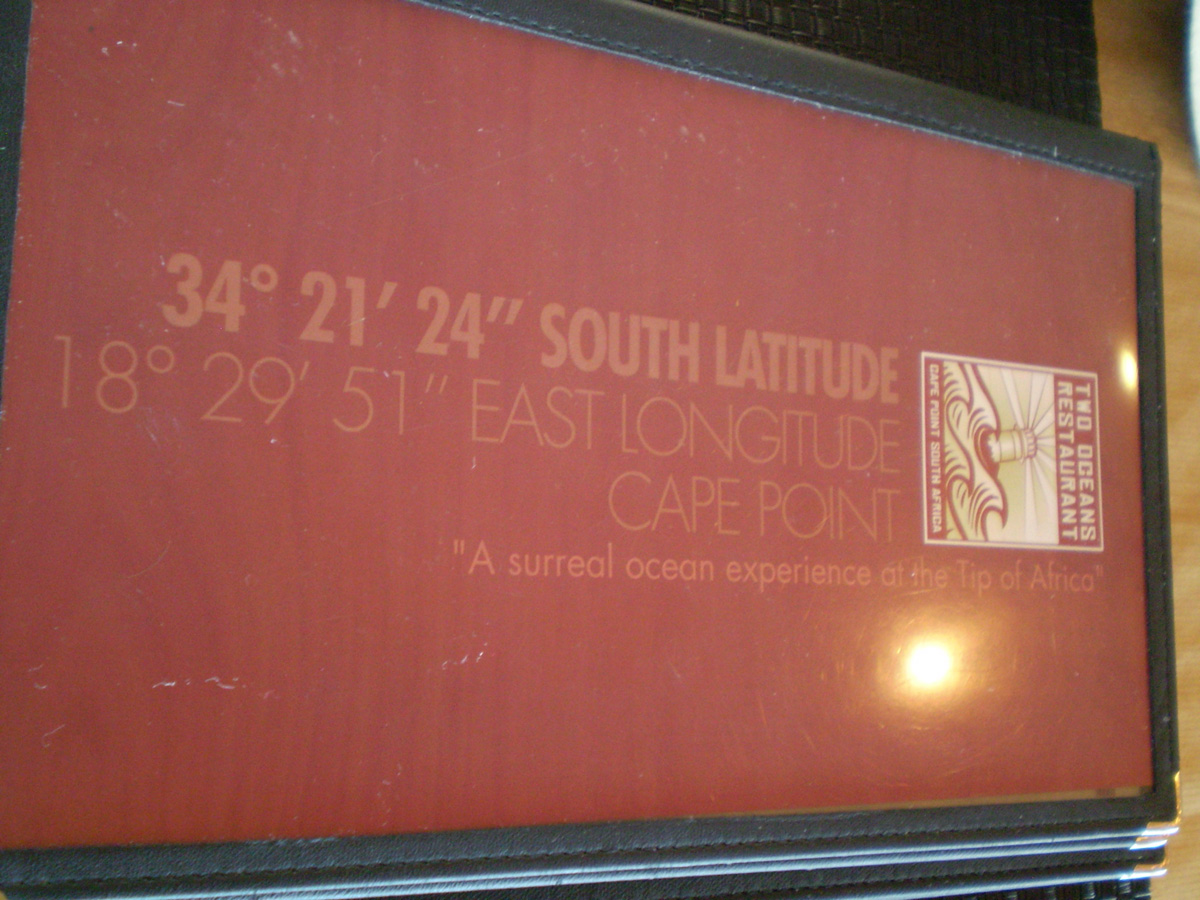 34° 21′ 24″ SOUTH LATITUDE
18° 29′ 51″ EAST LONGITUDE
CAPE POINT
"A surreal ocean experience at the Tip of Africa"
TWO OCEANS
RESTAURANT
CAPE POINT SOUTH AFRICA